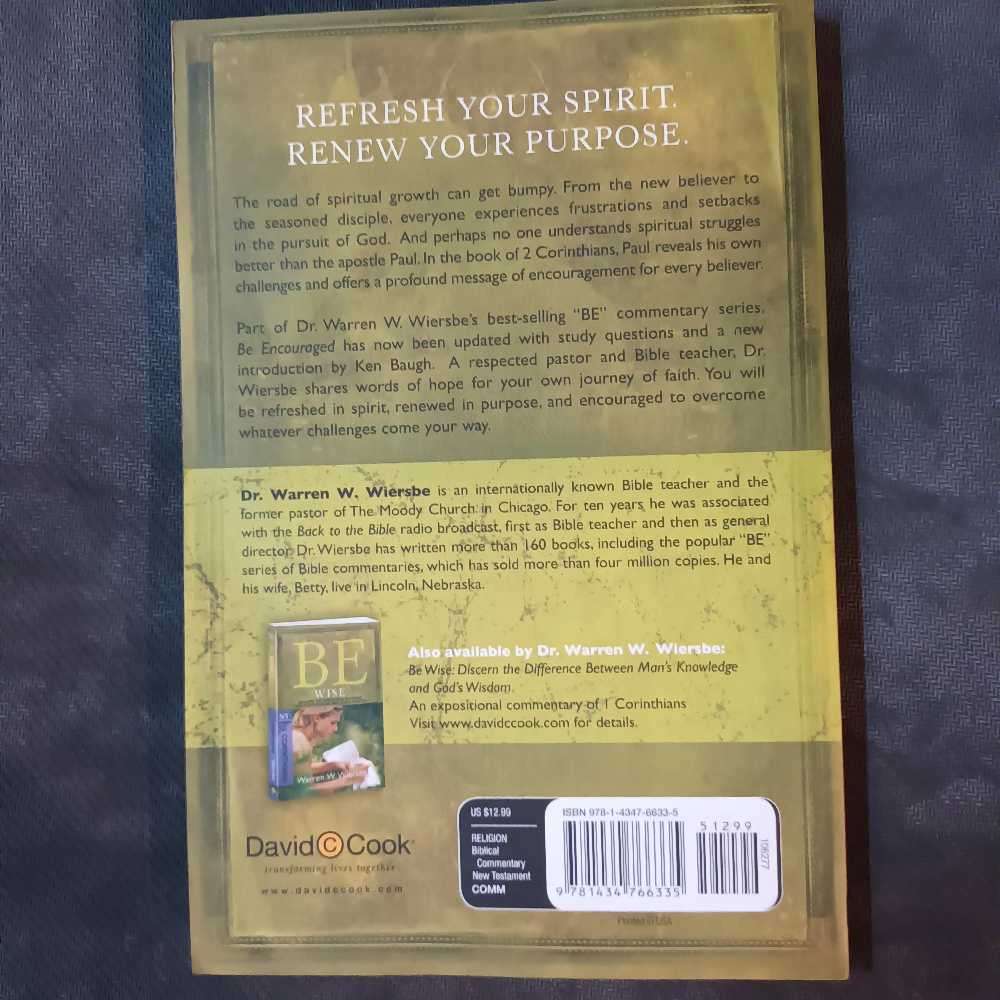 REFRESH YOUR SPIRIT.
RENEW YOUR PURPOSE.
The road of spiritual growth can get bumpy. From the new believer to
the seasoned disciple, everyone experiences frustrations and setbacks
in the pursuit of God. And perhaps no one understands spiritual struggles
better than the apostle Paul. In the book of 2 Corinthians, Paul reveals his own
challenges and offers a profound message of encouragement for every believer.
Part of Dr. Warren W. Wiersbe's best-selling "BE" commentary series,
Be Encouraged has now been updated with study questions and a new
introduction by Ken Baugh. A respected pastor and Bible teacher, Dr.
Wiersbe shares words of hope for your own journey of faith. You will
be refreshed in spirit, renewed in purpose, and encouraged to overcome
whatever challenges come your way.
Dr. Warren W. Wiersbe is an internationally known Bible teacher and the
former pastor of The Moody Church in Chicago. For ten years he was associated
with the Back to the Bible radio broadcast, first as Bible teacher and then as general
director. Dr. Wiersbe has written more than 160 books, including the popular "BE"
series of Bible commentaries, which has sold more than four million copies. He and
his wife, Betty, live in Lincoln, Nebraska.
BE
WISE
Warren W. Wiersbe
Also available by Dr. Warren W. Wiersbe:
Be Wise: Discern the Difference Between Man's Knowledge
and God's Wisdom.
An expositional commentary of 1 Corinthians
Visit www.davidccook.com for details.
David C Cook®
transforming lives together
www.davidccook.com
US $12.99
RELIGION
Biblical
Commentary
New Testament
COMM
ISBN 978-1-4347-6633-5
51299
9 781434 766335
106277
Printed in USA